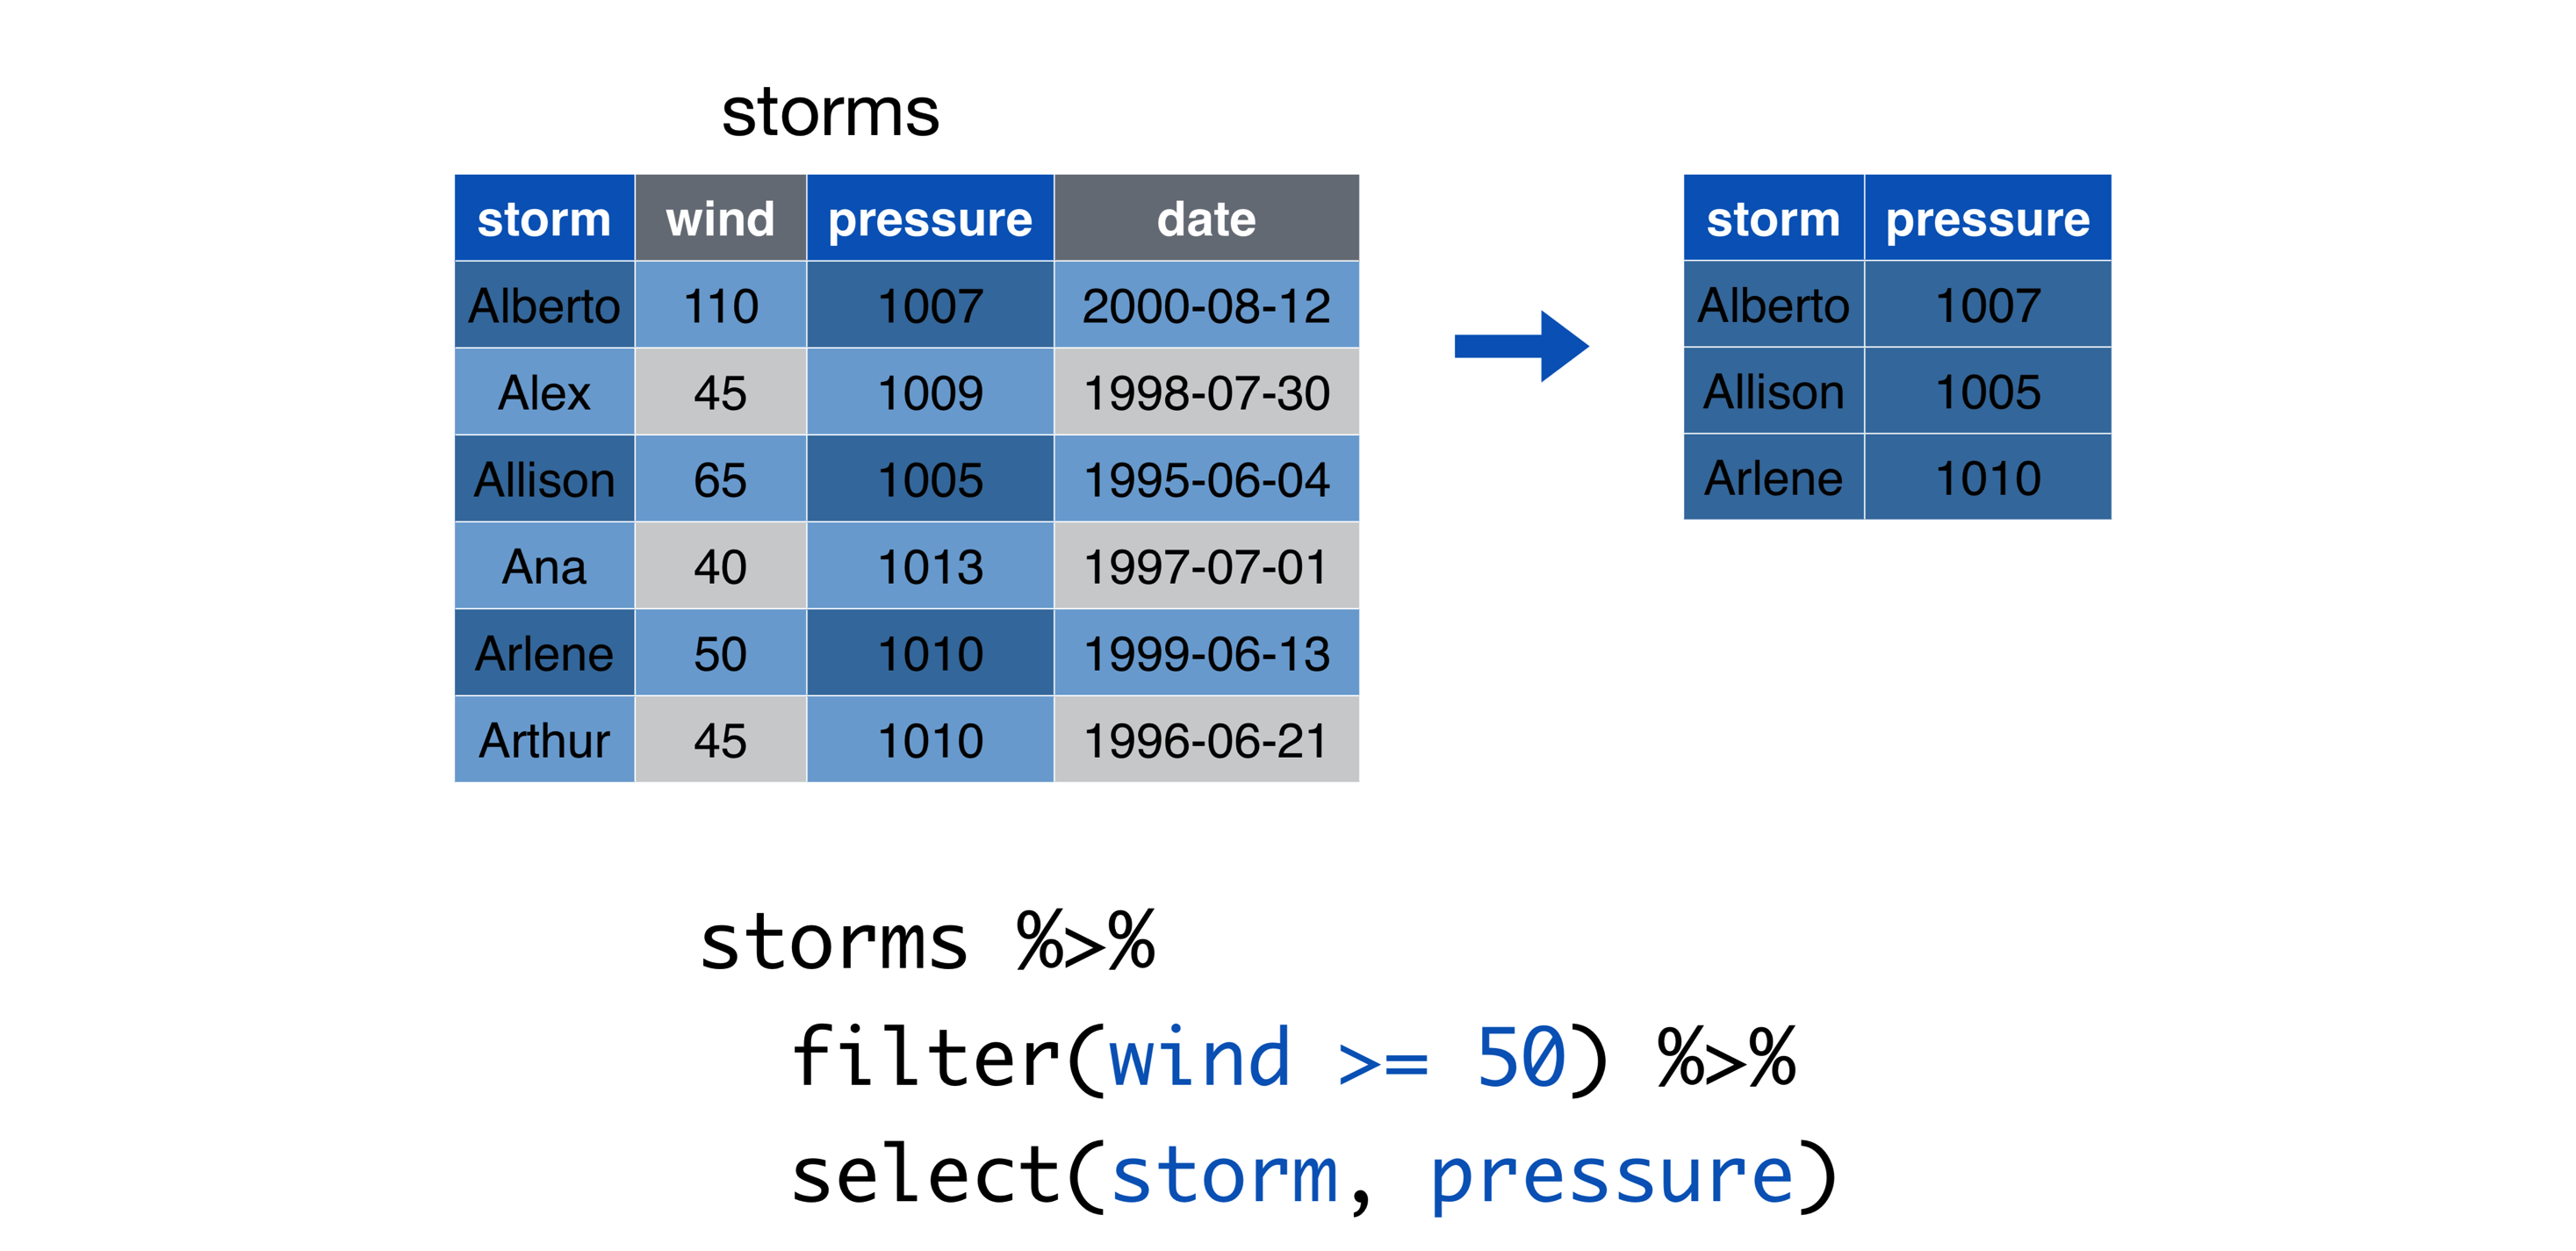 storms
storm wind pressure date
Alberto 110 1007 2000-08-12
Alex 45 1009 1998-07-30
Allison 65 1005 1995-06-04
Ana 40 1013 1997-07-01
Arlene 50 1010 1999-06-13
Arthur 45 1010 1996-06-21
storm pressure
Alberto 1007
Allison 1005
Arlene 1010
storms %>%
filter(wind >= 50) %>%
select(storm, pressure)